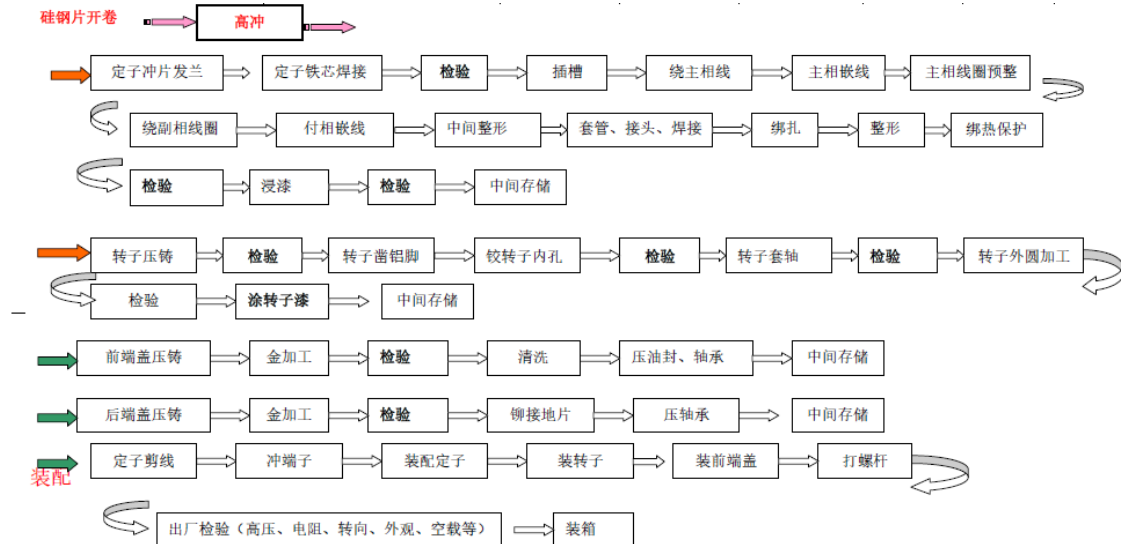 硅钢片开卷 高冲
定子冲片发兰 定子铁芯焊接 检验 插槽 绕主相线 主相嵌线 主相线圈预整
绕副相线圈 付相嵌线 中间整形 套管、接头、焊接 绑扎 整形 绑热保护
检验 浸漆 检验 中间存储
转子压铸 检验 转子凿铝脚 铰转子内孔 检验 转子套轴 检验 转子外圆加工
检验 涂转子漆 中间存储
前端盖压铸 金加工 检验 清洗 压油封、轴承 中间存储
后端盖压铸 金加工 检验 铆接地片 压轴承 中间存储
装配 定子剪线 冲端子 装配定子 装转子 装前端盖 打螺杆
出厂检验（高压、电阻、转向、外观、空载等） 装箱